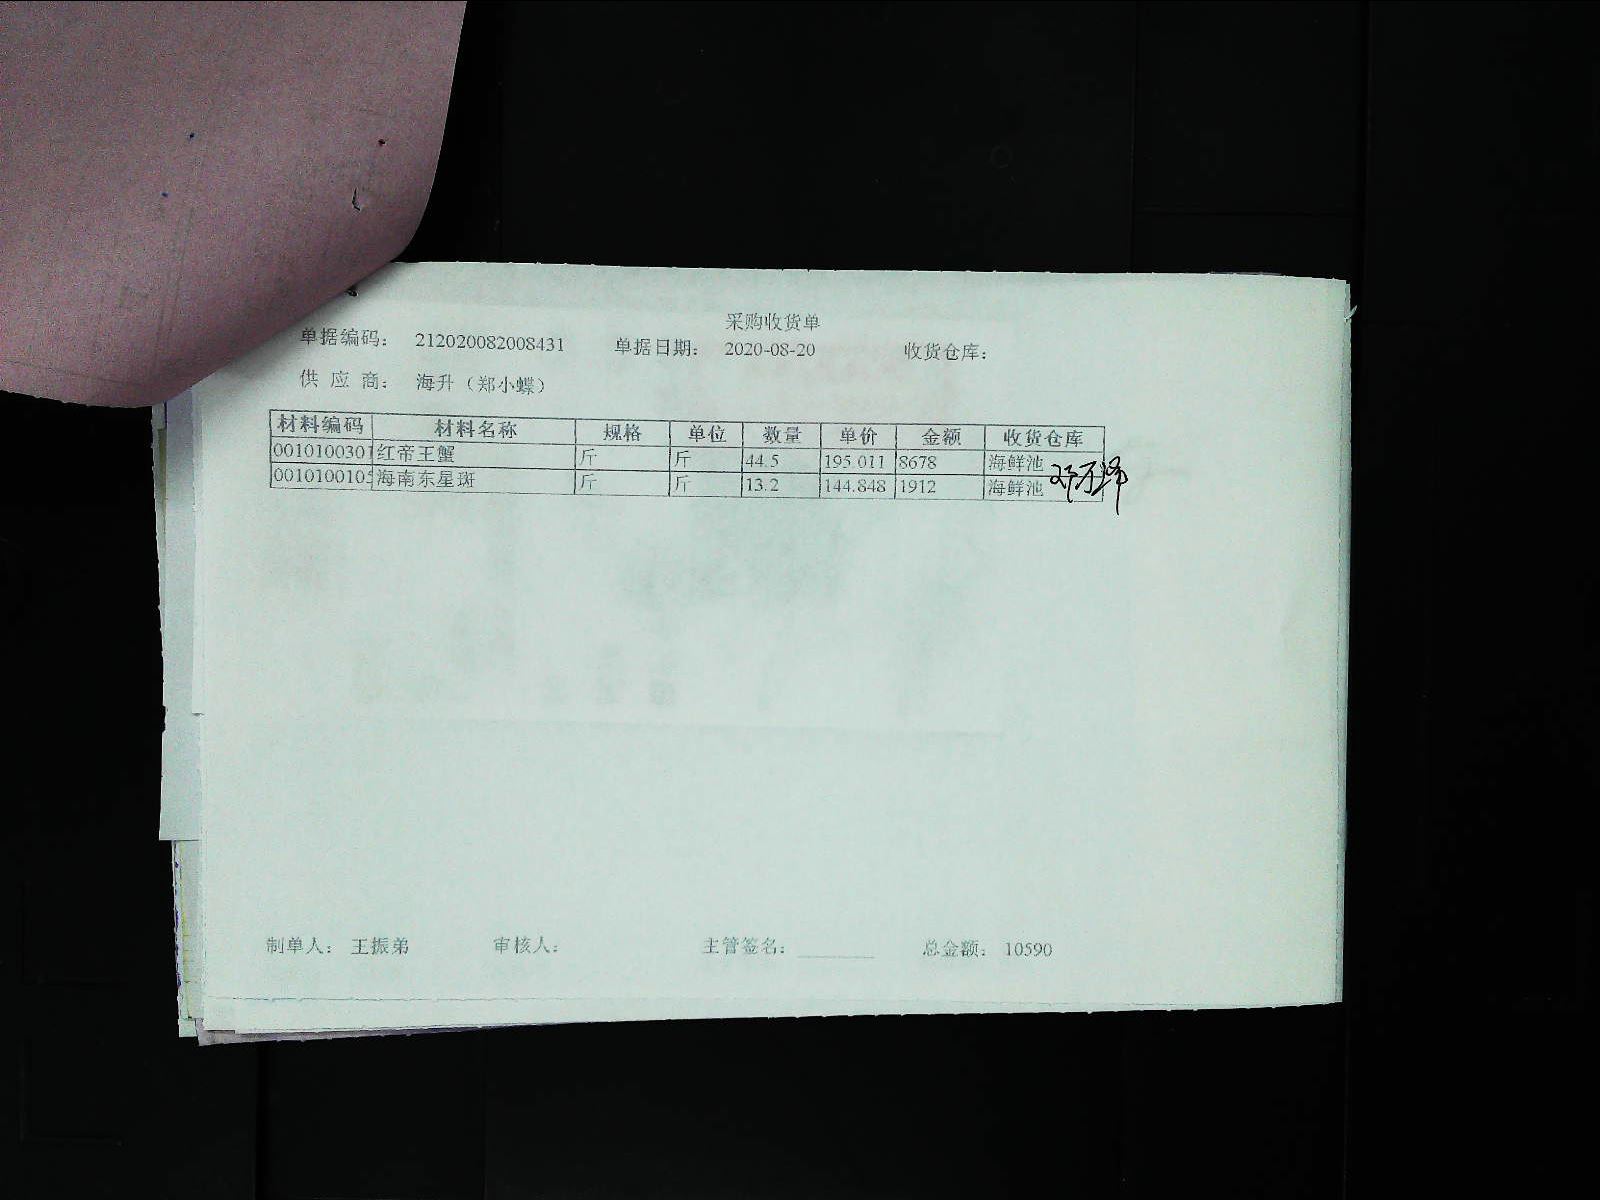 采购收货单
单据编码： 212020082008431 单据日期： 2020-08-20 收货仓库：
供 应 商： 海升（郑小蝶）
材料编码 材料名称 规格 单位 数量 单价 金额 收货仓库
0010100301 红帝王蟹 斤 斤 44.5 195.011 8678 海鲜池
0010100105 海南东星斑 斤 斤 13.2 144.848 1912 海鲜池
制单人： 王振弟 审核人： 主管签名： 总金额： 10590